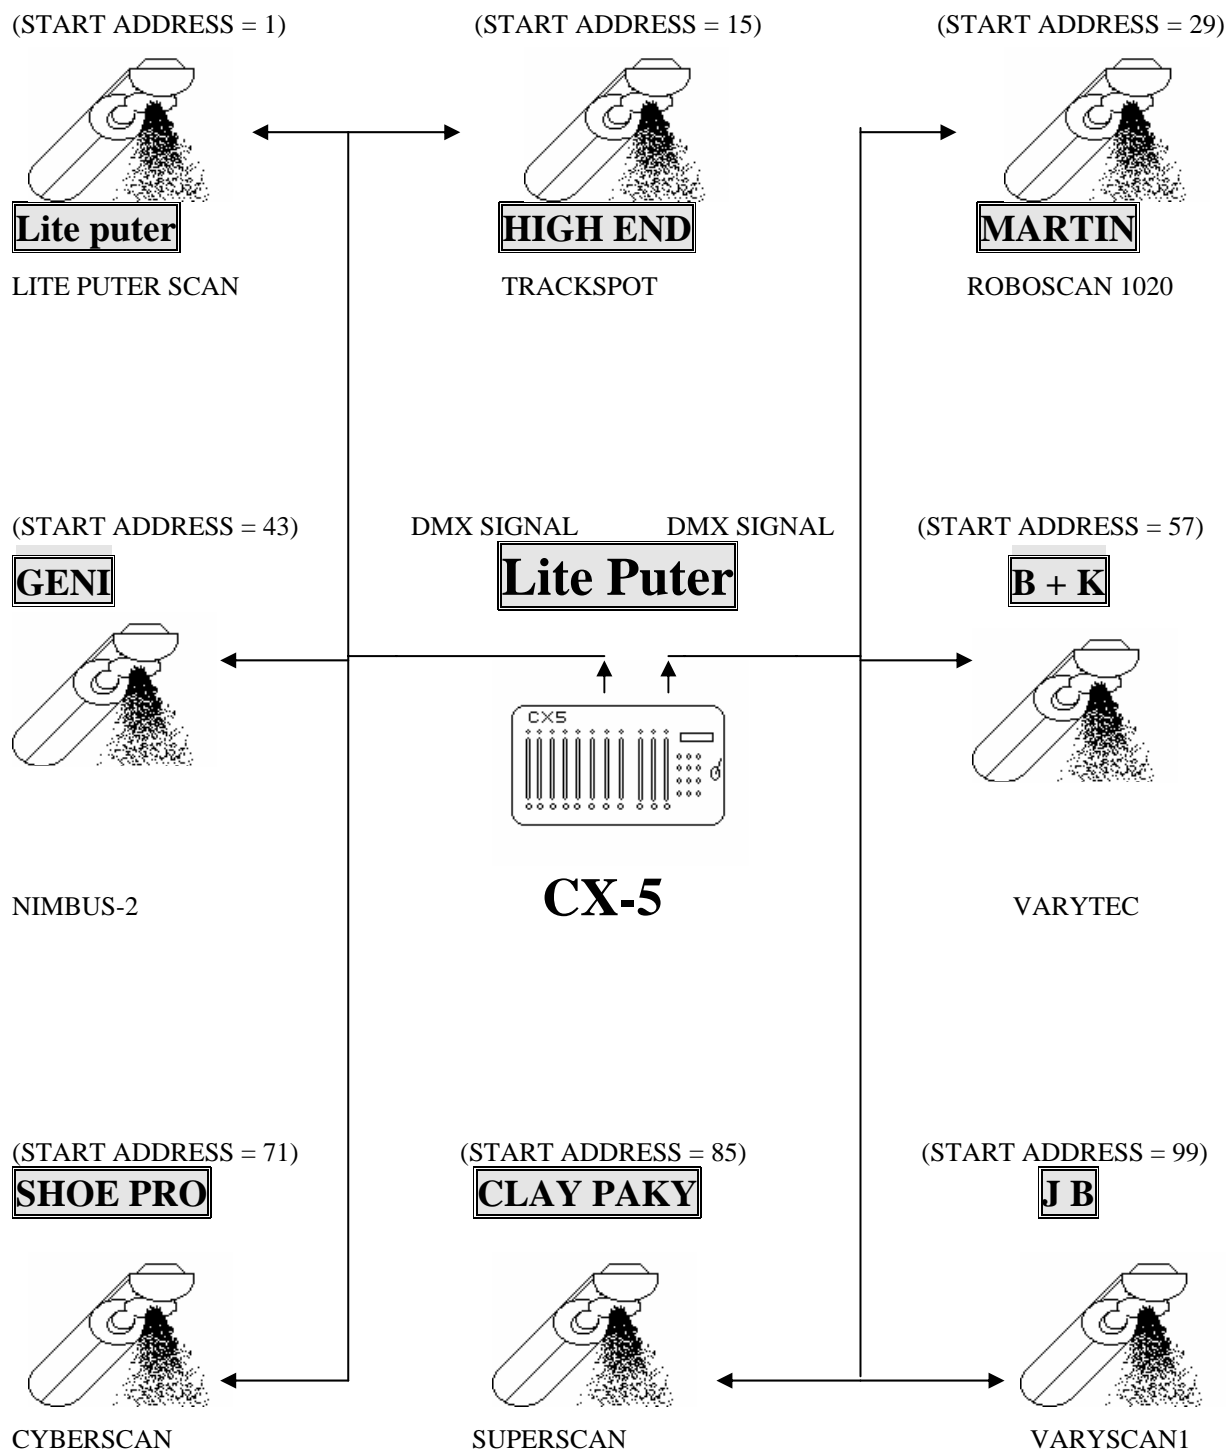 (START ADDRESS = 1) (START ADDRESS = 15) (START ADDRESS = 29)
Lite puter HIGH END MARTIN
LITE PUTER SCAN TRACKSPOT ROBOSCAN 1020
(START ADDRESS = 43) DMX SIGNAL DMX SIGNAL (START ADDRESS = 57)
GENI Lite Puter B + K
CX5
CX-5
NIMBUS-2 VARYTEC
(START ADDRESS = 71) (START ADDRESS = 85) (START ADDRESS = 99)
SHOE PRO CLAY PAKY J B
CYBERSCAN SUPERSCAN VARYSCAN1